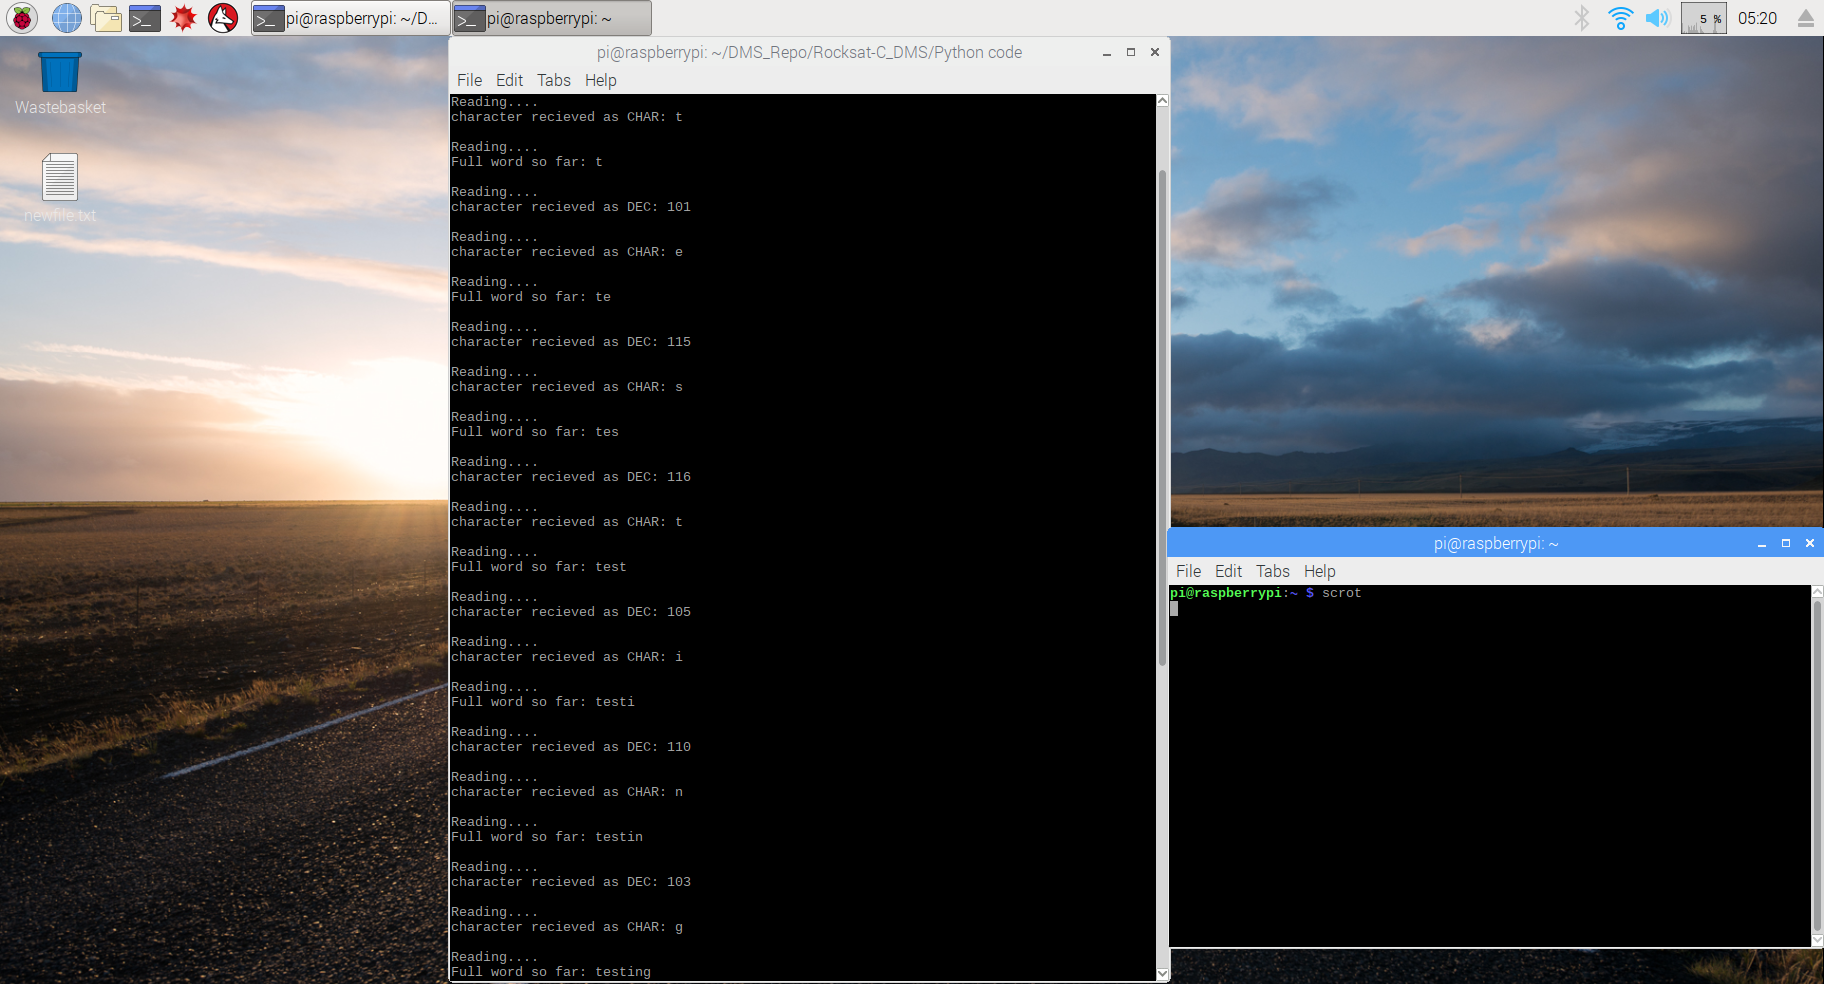 pi@raspberrypi: ~/D...
pi@raspberrypi: ~
5 %
05:20
Wastebasket
newfile.txt
pi@raspberrypi: ~/DMS_Repo/Rocksat-C_DMS/Python code
File Edit Tabs Help
Reading....
character recieved as CHAR: t
Reading....
Full word so far: t
Reading....
character recieved as DEC: 101
Reading....
character recieved as CHAR: e
Reading....
Full word so far: te
Reading....
character recieved as DEC: 115
Reading....
character recieved as CHAR: s
Reading....
Full word so far: tes
Reading....
character recieved as DEC: 116
Reading....
character recieved as CHAR: t
Reading....
Full word so far: test
Reading....
character recieved as DEC: 105
Reading....
character recieved as CHAR: i
Reading....
Full word so far: testi
Reading....
character recieved as DEC: 110
Reading....
character recieved as CHAR: n
Reading....
Full word so far: testin
Reading....
character recieved as DEC: 103
Reading....
character recieved as CHAR: g
Reading....
Full word so far: testing
pi@raspberrypi: ~
File Edit Tabs Help
pi@raspberrypi:~ $ scrot